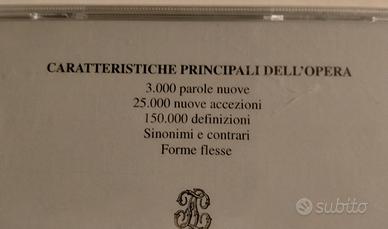 CARATTERISTICHE PRINCIPALI DELL'OPERA
3.000 parole nuove
25.000 nuove accezioni
150.000 definizioni
Sinonimi e contrari
Forme flesse
subito